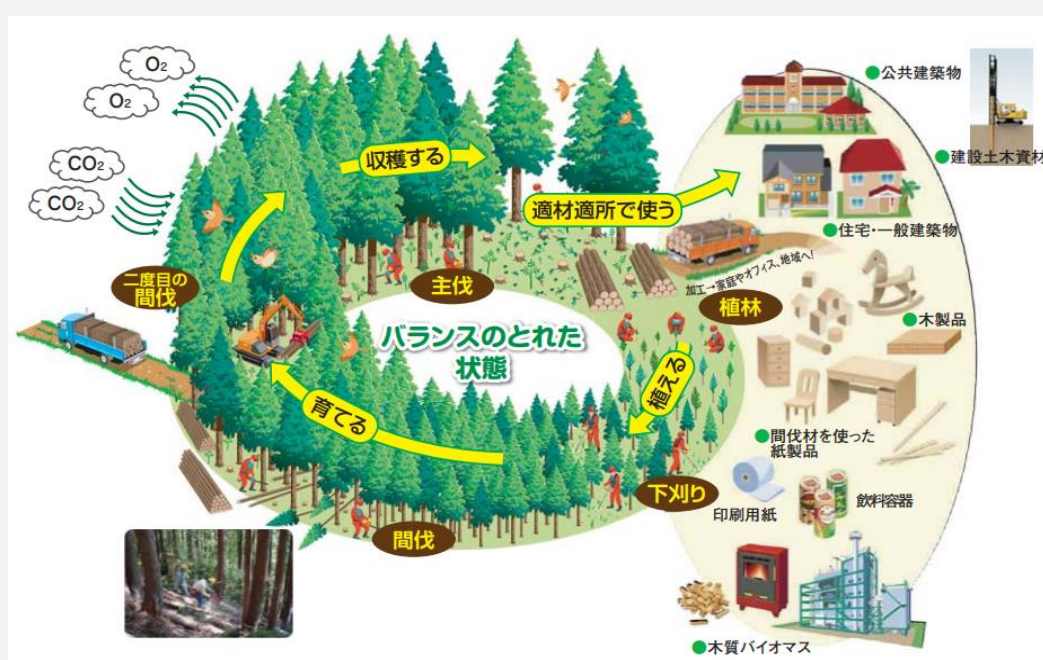 O₂
O₂
CO₂
CO₂
収穫する
適材適所で使う
二度目の
間伐
主伐
バランスのとれた
状態
育てる
植える
植林
下刈り
間伐
加工→家庭やオフィス、地域へ!
●公共建築物
●建設土木資材
●住宅・一般建築物
●木製品
●間伐材を使った
紙製品
印刷用紙
飲料容器
●木質バイオマス